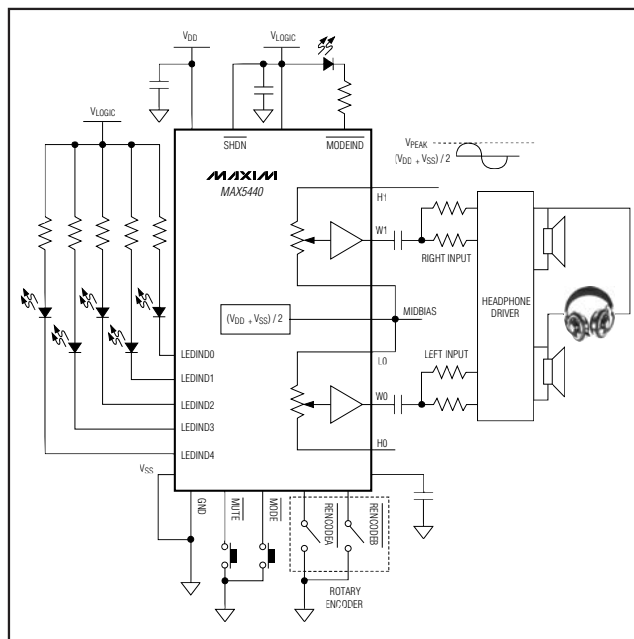 VDD
VLOGIC
VLOGIC
SHDN
MODEIND
MAXIM
MAX5440
VPEAK
(VDD + VSS) / 2
H1
W1
RIGHT INPUT
HEADPHONE
DRIVER
(VDD + VSS) / 2
MIDBIAS
L0
LEFT INPUT
W0
H0
LEDIND0
LEDIND1
LEDIND2
LEDIND3
LEDIND4
VSS
GND
MUTE
MODE
RENCODEA
RENCODEB
ROTARY
ENCODER